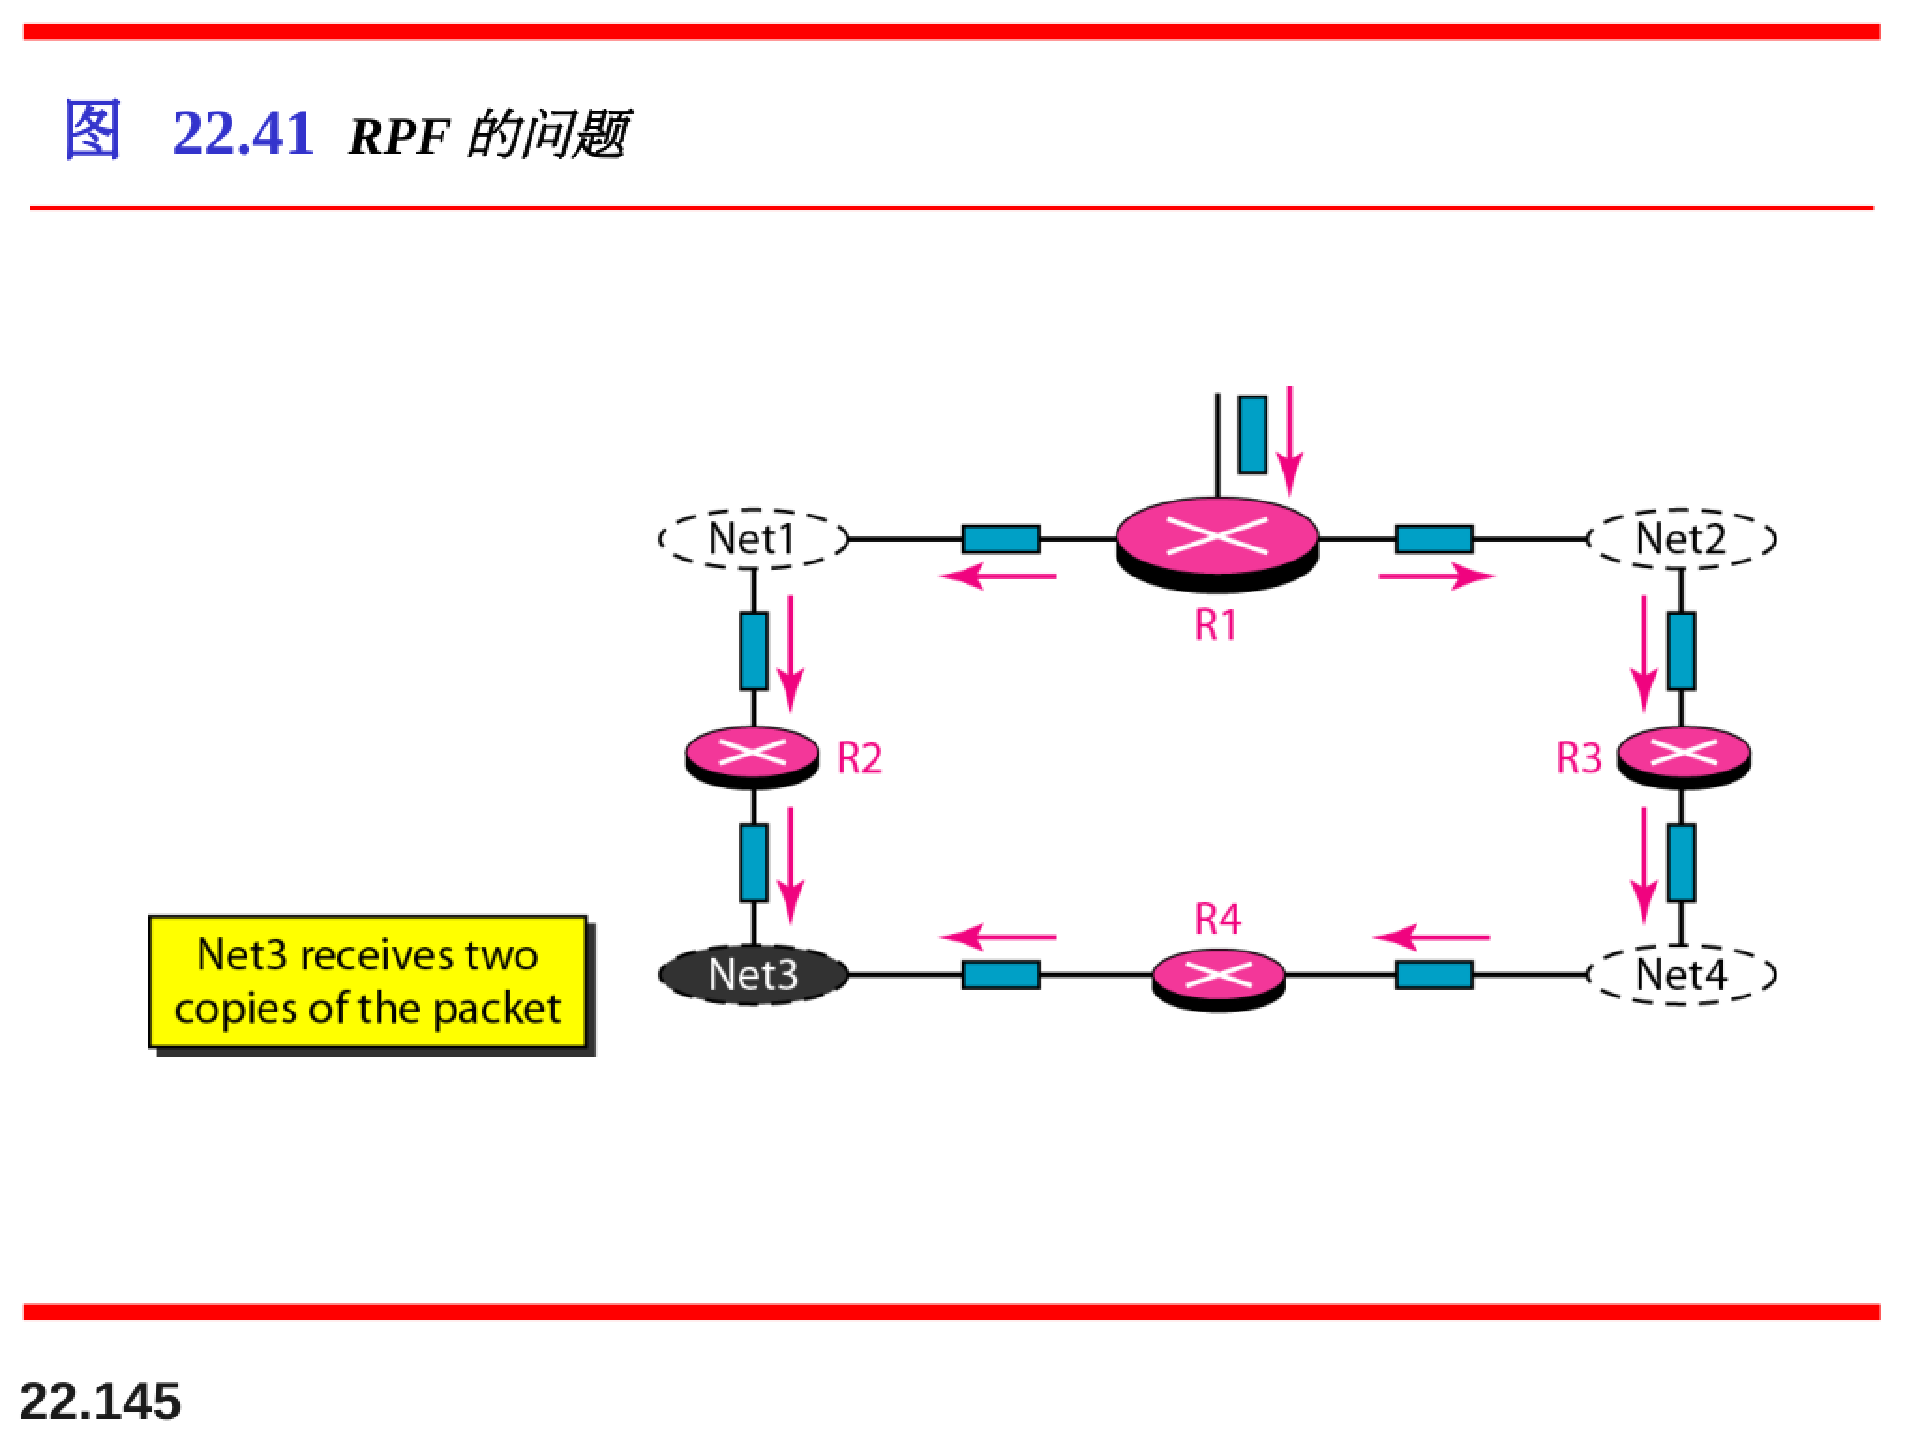 图 22.41 RPF 的问题
Net1
Net2
R1
R2
R3
R4
Net3 receives two
copies of the packet
Net3
Net4
22.145